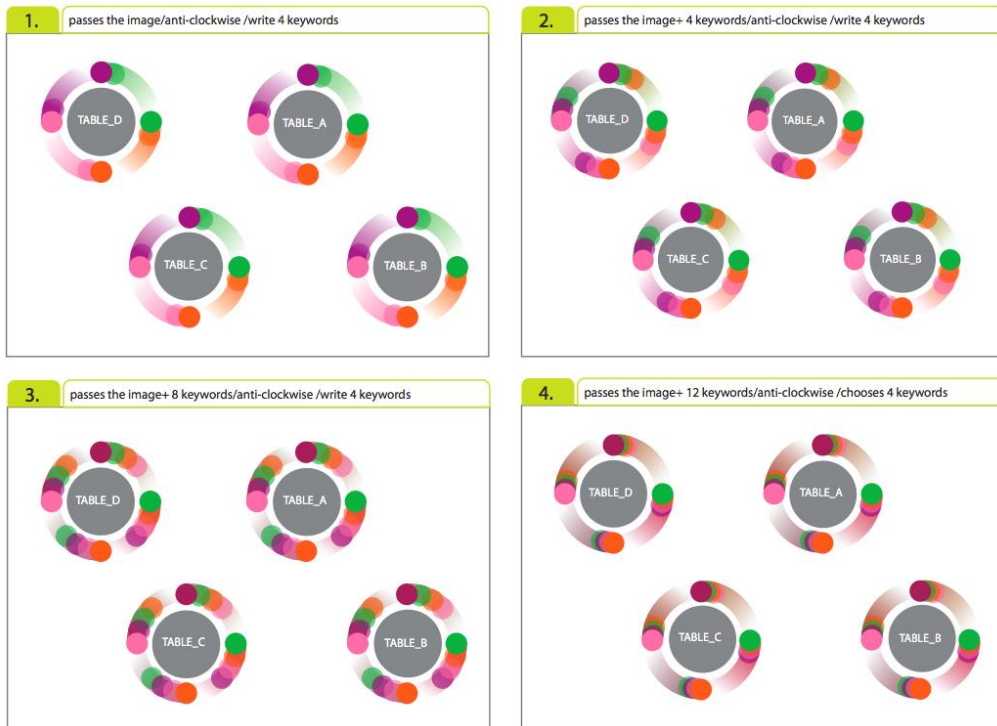 1.
passes the image/anti-clockwise /write 4 keywords
TABLE_D
TABLE_A
TABLE_C
TABLE_B
2.
passes the image+ 4 keywords/anti-clockwise /write 4 keywords
TABLE_D
TABLE_A
TABLE_C
TABLE_B
3.
passes the image+ 8 keywords/anti-clockwise /write 4 keywords
TABLE_D
TABLE_A
TABLE_C
TABLE_B
4.
passes the image+ 12 keywords/anti-clockwise /chooses 4 keywords
TABLE_D
TABLE_A
TABLE_C
TABLE_B